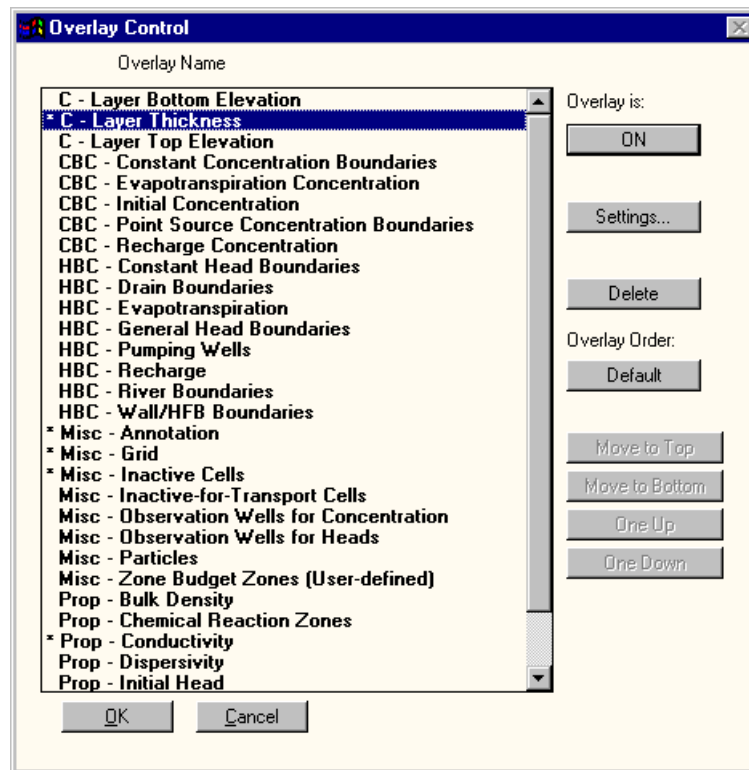 Overlay Control
Overlay Name
C - Layer Bottom Elevation
* C - Layer Thickness
C - Layer Top Elevation
CBC - Constant Concentration Boundaries
CBC - Evapotranspiration Concentration
CBC - Initial Concentration
CBC - Point Source Concentration Boundaries
CBC - Recharge Concentration
HBC - Constant Head Boundaries
HBC - Drain Boundaries
HBC - Evapotranspiration
HBC - General Head Boundaries
HBC - Pumping Wells
HBC - Recharge
HBC - River Boundaries
HBC - Wall/HFB Boundaries
* Misc - Annotation
* Misc - Grid
* Misc - Inactive Cells
Misc - Inactive-for-Transport Cells
Misc - Observation Wells for Concentration
Misc - Observation Wells for Heads
Misc - Particles
Misc - Zone Budget Zones (User-defined)
Prop - Bulk Density
Prop - Chemical Reaction Zones
* Prop - Conductivity
Prop - Dispersivity
Prop - Initial Head
Overlay is:
ON
Settings...
Delete
Overlay Order:
Default
Move to Top
Move to Bottom
One Up
One Down
OK
Cancel